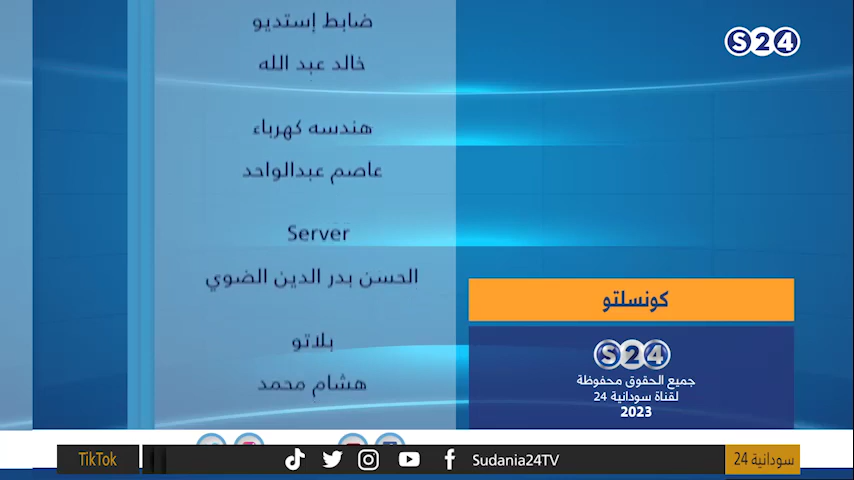 ضابط إستديو
خالد عبد الله
هندسه كهرباء
عاصم عبدالواحد
Server
الحسن بدر الدين الضوي
بلاتو
هشام محمد
S24
كونسلتو
S24
جميع الحقوق محفوظة
لقناة سودانية 24
2023
TikTok
Sudania24TV
سودانية 24